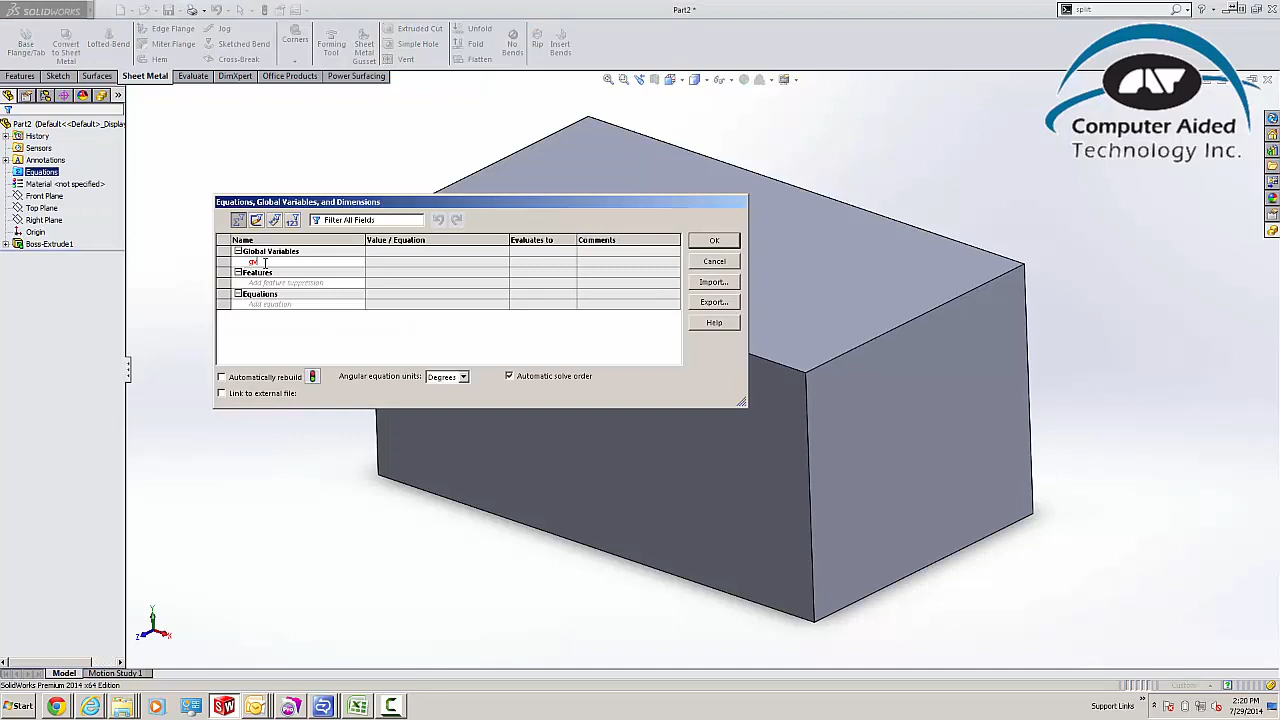 SOLIDWORKS
Part2 *
split
Base Flange/Tab
Convert to Sheet Metal
Lofted-Bend
Edge Flange
Miter Flange
Hem
Jog
Sketched Bend
Cross-Break
Corners
Forming Tool
Sheet Metal Gusset
Extruded Cut
Simple
Vent
Fold
Flatten
No Bends
Rip
Insert Bends
Features
Sketch
Surfaces
Sheet Metal
Evaluate
DimXpert
Office Products
Power Surfacing
Computer Aided
Technology Inc.
Part2 (Default<<Default>_Display
History
Sensors
Annotations
Equations
Material <not specified>
Front Plane
Top Plane
Right Plane
Origin
Boss-Extrude1
Equations, Global Variables, and Dimensions
Filter All Fields
Name Value / Equation Evaluates to Comments
Global Variables
Features
Add feature suppression
Equations
Add equation
OK
Cancel
Import...
Export...
Help
Automatically rebuild
Angular equation units: Degrees
Automatic solve order
Link to external file:
Y
X
Z
Model
Motion Study 1
SolidWorks Premium 2014 x64 Edition
Custom
Start
Support Links
2:20 PM
7/29/2014